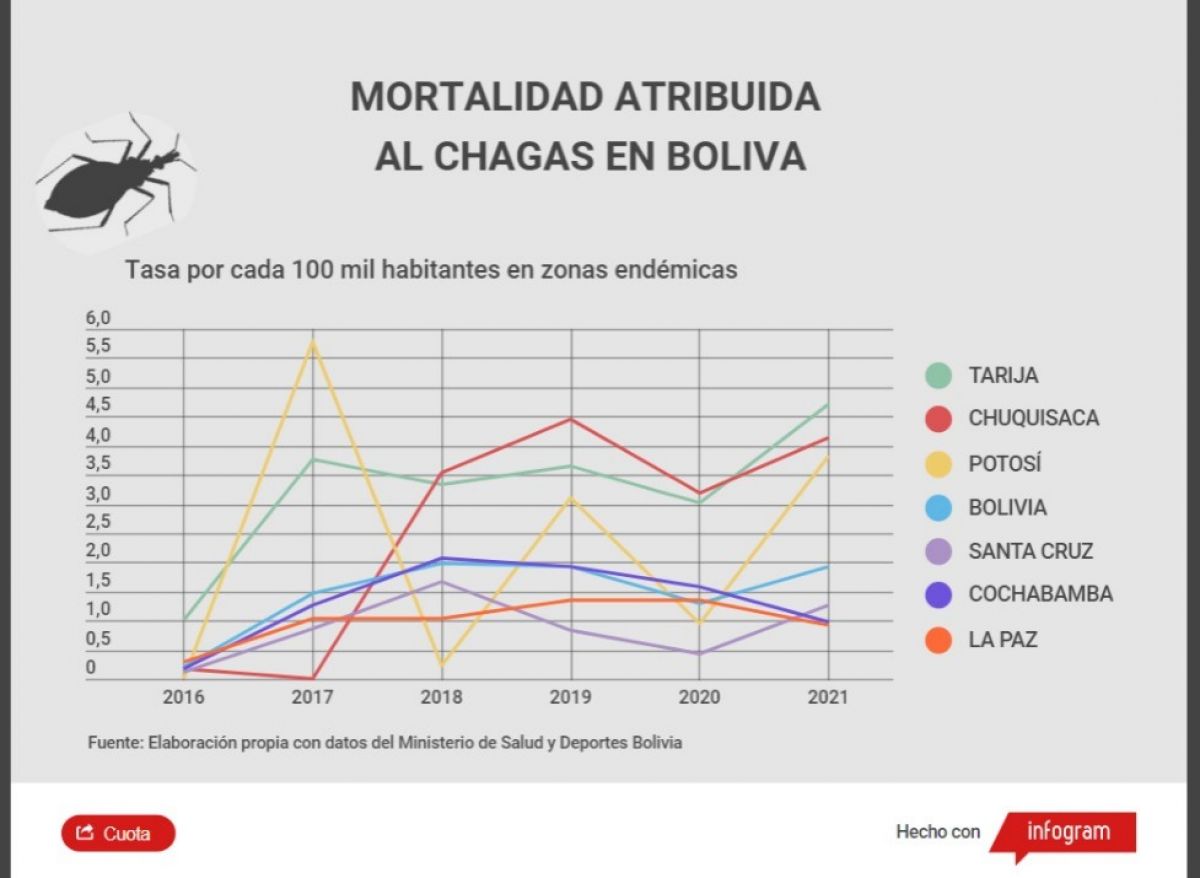 MORTALIDAD ATRIBUIDA
AL CHAGAS EN BOLIVA
Tasa por cada 100 mil habitantes en zonas endémicas
6,0
5,5
5,0
4,5
4,0
3,5
3,0
2,5
2,0
1,5
1,0
0,5
0
2016 2017 2018 2019 2020 2021
TARIJA
CHUQUISACA
POTOSÍ
BOLIVIA
SANTA CRUZ
COCHABAMBA
LA PAZ
Fuente: Elaboración propia con datos del Ministerio de Salud y Deportes Bolivia
Cuota
Hecho con infogram